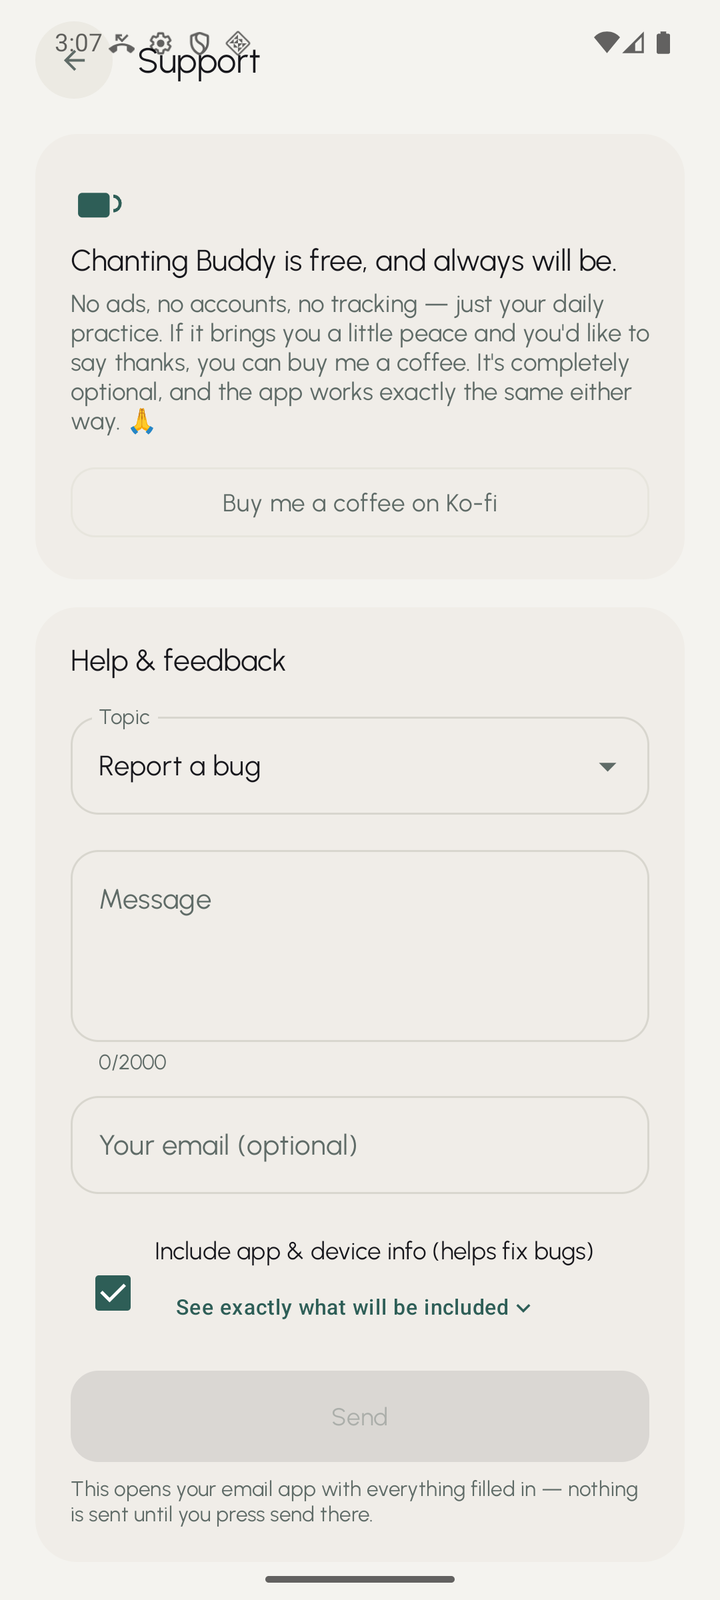 3:07
Support
Chanting Buddy is free, and always will be.
No ads, no accounts, no tracking — just your daily
practice. If it brings you a little peace and you'd like to
say thanks, you can buy me a coffee. It's completely
optional, and the app works exactly the same either
way. 🙏
Buy me a coffee on Ko-fi
Help & feedback
Topic
Report a bug
Message
0/2000
Your email (optional)
Include app & device info (helps fix bugs)
See exactly what will be included
Send
This opens your email app with everything filled in — nothing
is sent until you press send there.